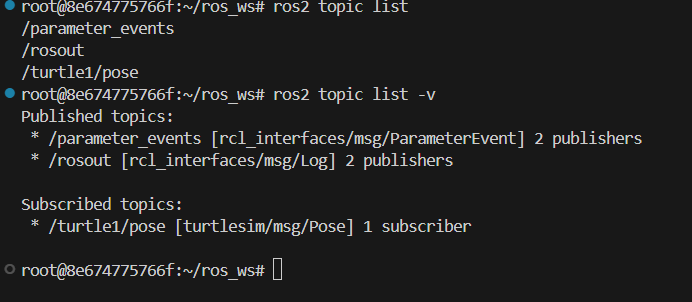 root@8e674775766f:~/ros_ws# ros2 topic list
/parameter_events
/rosout
/turtle1/pose
root@8e674775766f:~/ros_ws# ros2 topic list -v
Published topics:
 * /parameter_events [rcl_interfaces/msg/ParameterEvent] 2 publishers
 * /rosout [rcl_interfaces/msg/Log] 2 publishers

Subscribed topics:
 * /turtle1/pose [turtlesim/msg/Pose] 1 subscriber

root@8e674775766f:~/ros_ws#